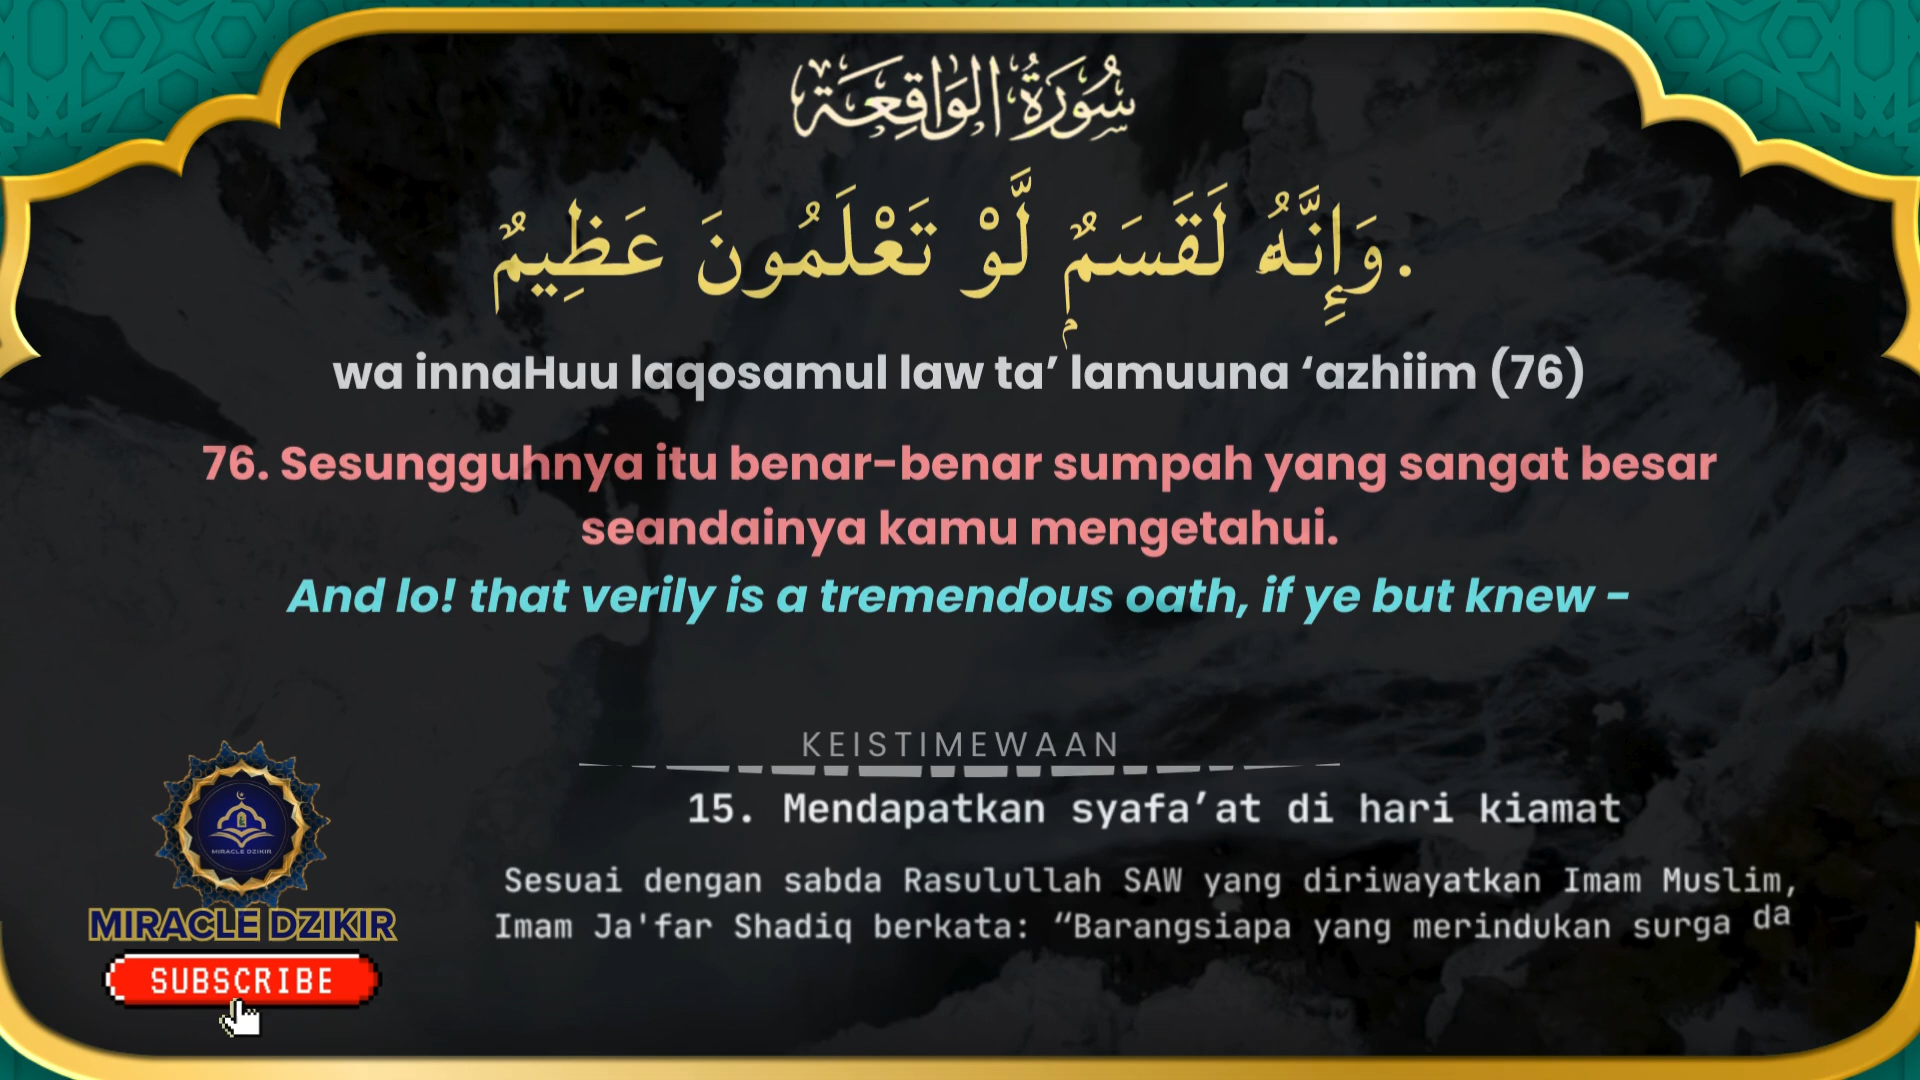 سُورَةُ الوَاقِعَة
وَإِنَّهُ لَقَسَمٌۭ لَّوْ تَعْلَمُونَ عَظِيمٌ.
wa innaHuu laqosamul law ta’ lamuuna ‘azhiim (76)
76. Sesungguhnya itu benar-benar sumpah yang sangat besar
seandainya kamu mengetahui.
And lo! that verily is a tremendous oath, if ye but knew -
KEISTIMEWAAN
15. Mendapatkan syafa’at di hari kiamat
Sesuai dengan sabda Rasulullah SAW yang diriwayatkan Imam Muslim,
Imam Ja'far Shadiq berkata: “Barangsiapa yang merindukan surga da
MIRACLE DZIKIR
MIRACLE DZIKIR
SUBSCRIBE